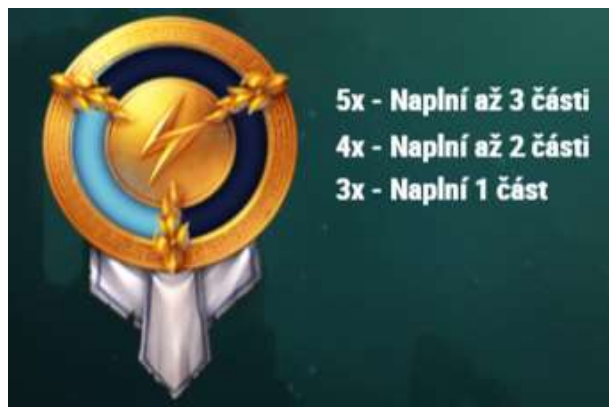 5x - Naplní až 3 části
4x - Naplní až 2 části
3x - Naplní 1 část